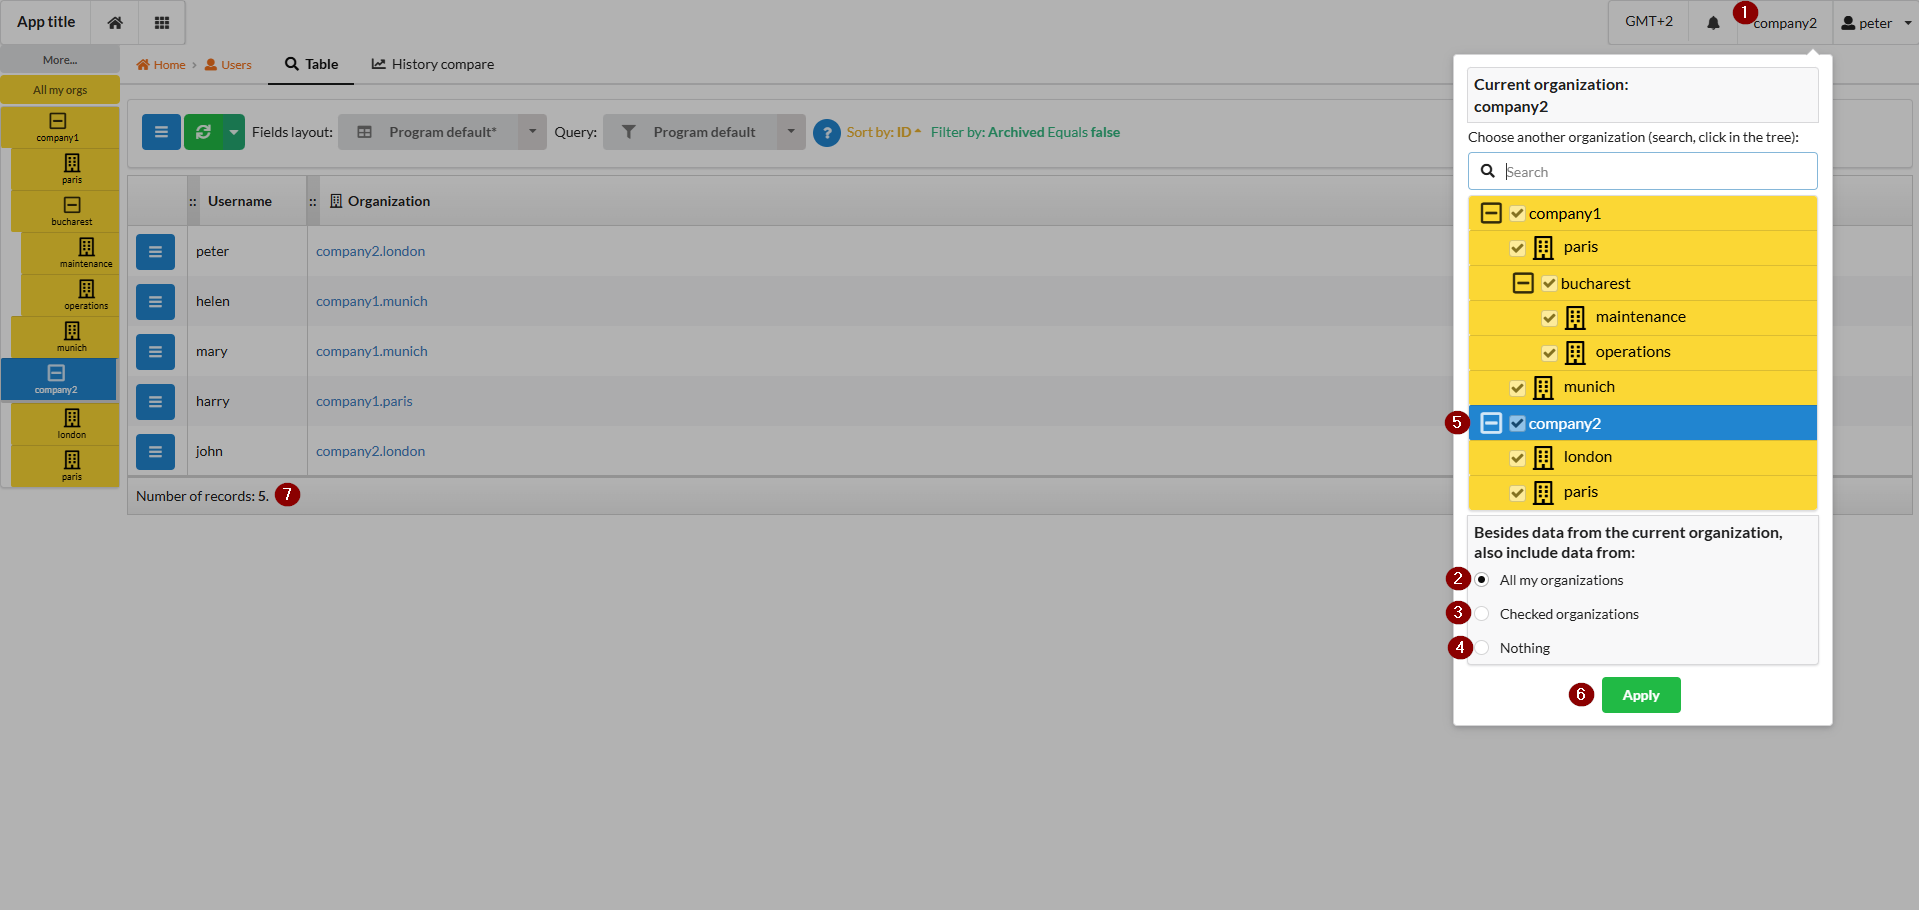 App title
GMT+2
1
company2
peter
More...
All my orgs
company1
paris
bucharest
maintenance
operations
munich
company2
london
paris
Home
Users
Table
History compare
Fields layout:
Program default*
Query:
Program default
?
Sort by: ID
Filter by: Archived Equals false
:: Username
:: Organization
peter company2.london
helen company1.munich
mary company1.munich
harry company1.paris
john company2.london
Number of records: 5.
7
Current organization:
company2
Choose another organization (search, click in the tree):
Search
company1
paris
bucharest
maintenance
operations
munich
5
company2
london
paris
Besides data from the current organization,
also include data from:
2
All my organizations
3
Checked organizations
4
Nothing
6
Apply